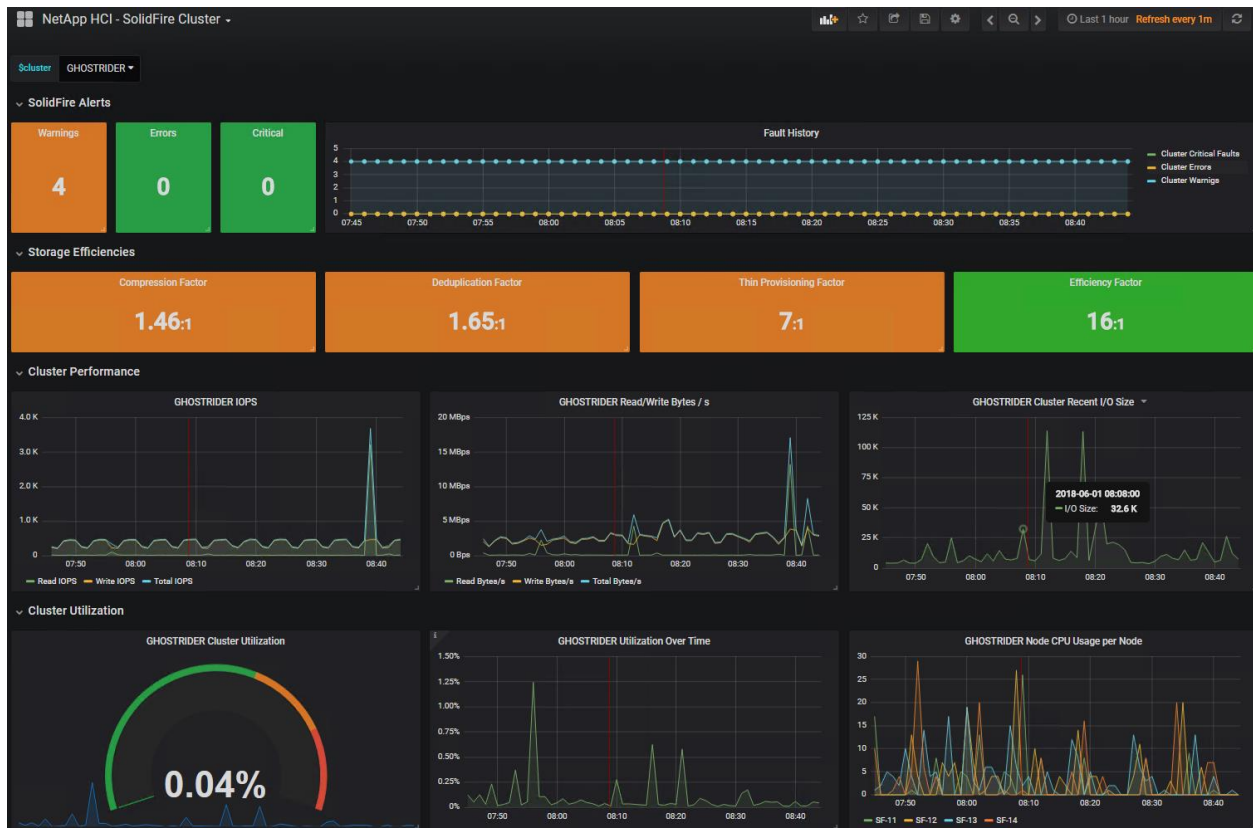 NetApp HCI - SolidFire Cluster
Last 1 hour Refresh every 1m
$cluster GHOSTRIDER
SolidFire Alerts
Warnings
4
Errors
0
Critical
0
Fault History
5
4
3
2
1
0
07:45 07:50 07:55 08:00 08:05 08:10 08:15 08:20 08:25 08:30 08:35 08:40
Cluster Critical Faults
Cluster Errors
Cluster Warnigs
Storage Efficiencies
Compression Factor
1.46:1
Deduplication Factor
1.65:1
Thin Provisioning Factor
7:1
Efficiency Factor
16:1
Cluster Performance
GHOSTRIDER IOPS
4.0 K
3.0 K
2.0 K
1.0 K
0
07:50 08:00 08:10 08:20 08:30 08:40
Read IOPS Write IOPS Total IOPS
GHOSTRIDER Read/Write Bytes / s
20 MBps
15 MBps
10 MBps
5 MBps
0 Bps
07:50 08:00 08:10 08:20 08:30 08:40
Read Bytes/s Write Bytes/s Total Bytes/s
GHOSTRIDER Cluster Recent I/O Size
125 K
100 K
75 K
50 K
25 K
0
2018-06-01 08:08:00
I/O Size: 32.6 K
07:50 08:00 08:10 08:20 08:30 08:40
Cluster Utilization
GHOSTRIDER Cluster Utilization
0.04%
GHOSTRIDER Utilization Over Time
1.50%
1.25%
1.00%
0.75%
0.50%
0.25%
0%
07:50 08:00 08:10 08:20 08:30 08:40
GHOSTRIDER Node CPU Usage per Node
30
25
20
15
10
5
0
07:50 08:00 08:10 08:20 08:30 08:40
SF-11 SF-12 SF-13 SF-14